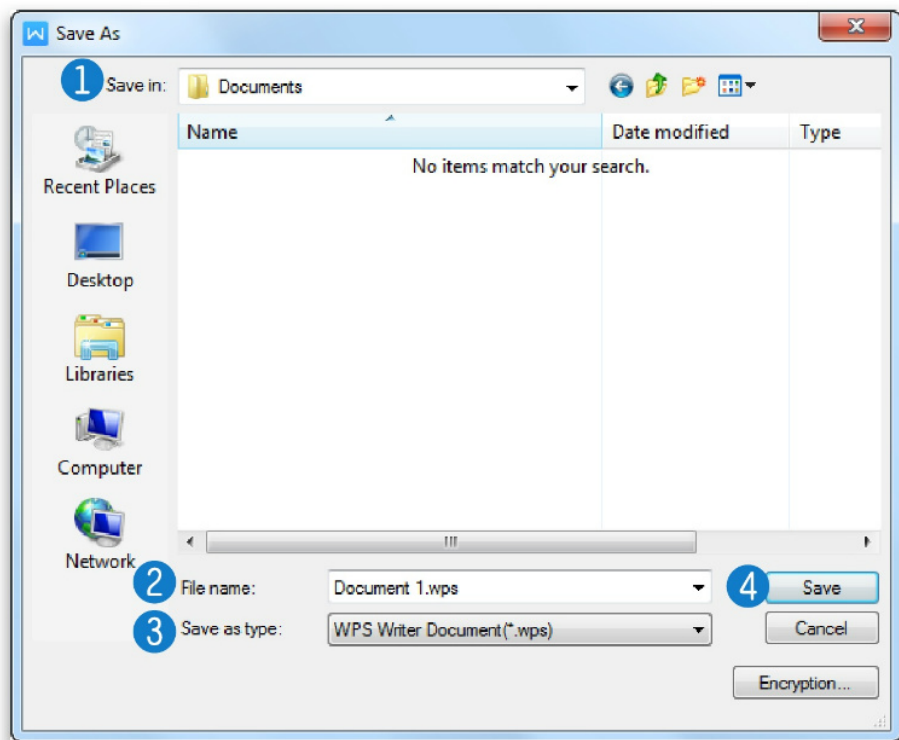 Save As
1 Save in: Documents
Name Date modified Type
No items match your search.
Recent Places
Desktop
Libraries
Computer
Network
2 File name: Document 1.wps 4 Save
3 Save as type: WPS Writer Document(*.wps) Cancel
Encryption...